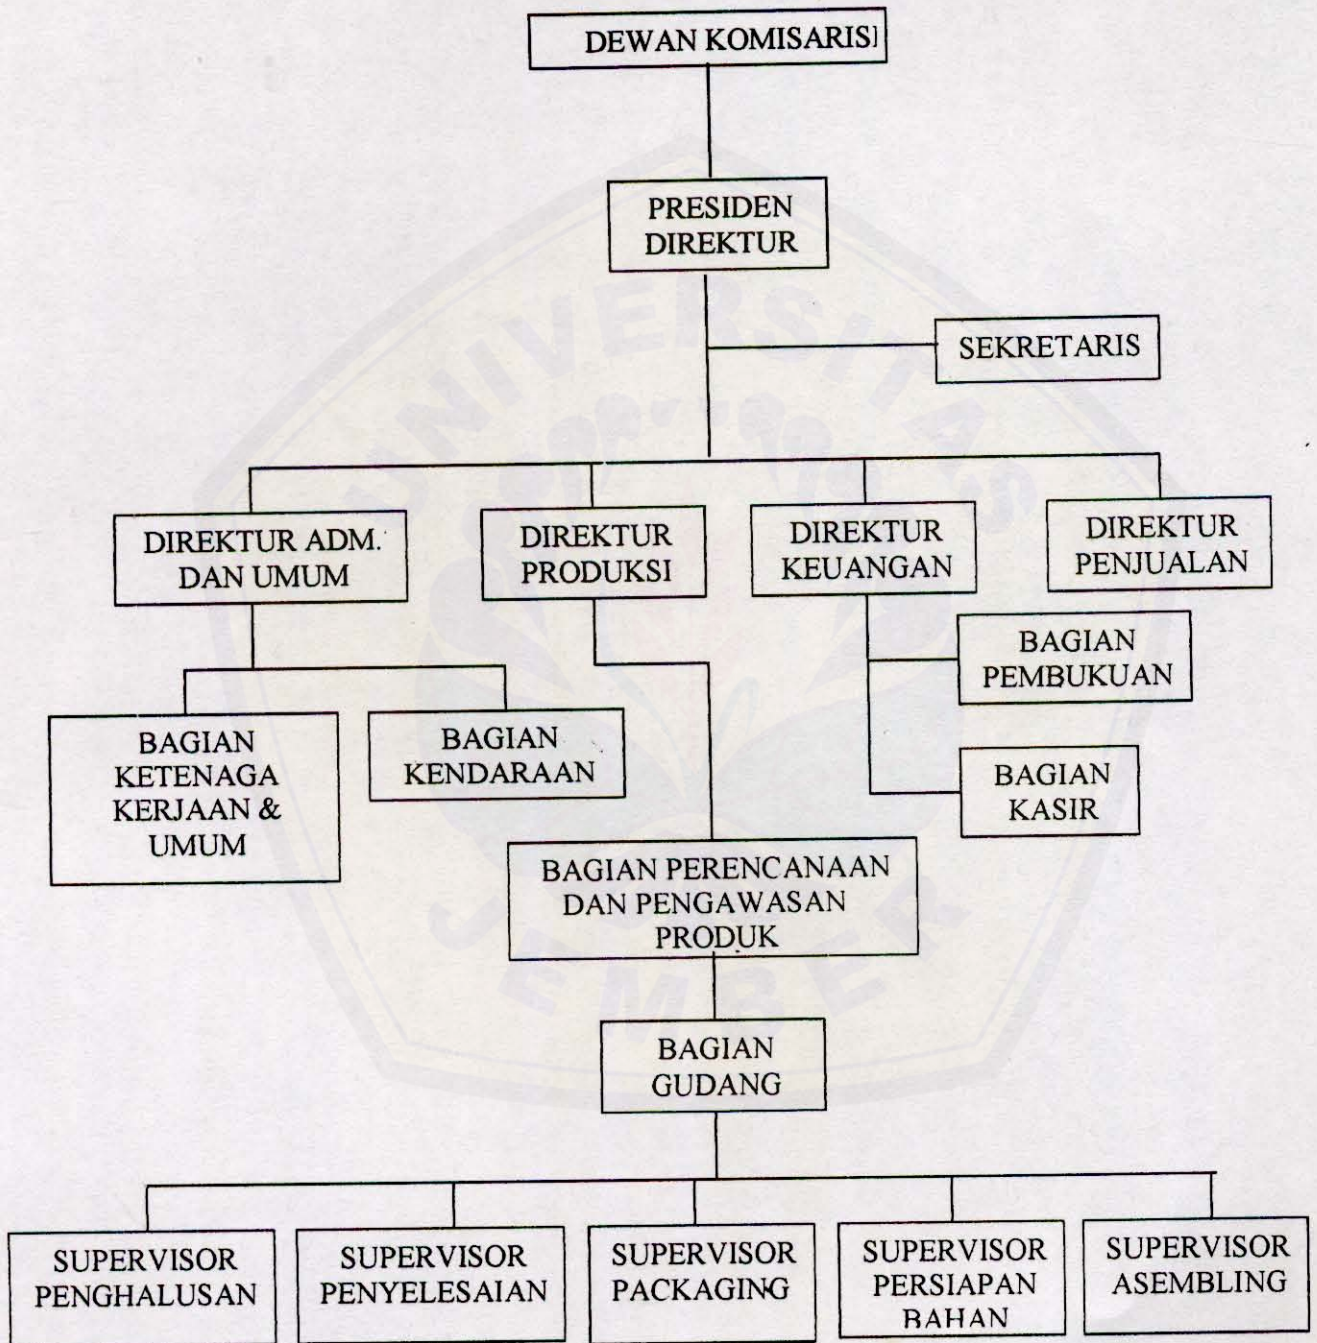 DEWAN KOMISARIS
PRESIDEN
DIREKTUR
SEKRETARIS
DIREKTUR ADM.
DAN UMUM
DIREKTUR
PRODUKSI
DIREKTUR
KEUANGAN
DIREKTUR
PENJUALAN
BAGIAN
PEMBUKUAN
BAGIAN
KETENAGA
KERJAAN &
UMUM
BAGIAN
KENDARAAN
BAGIAN
KASIR
BAGIAN PERENCANAAN
DAN PENGAWASAN
PRODUK
BAGIAN
GUDANG
SUPERVISOR
PENGHALUSAN
SUPERVISOR
PENYELESAIAN
SUPERVISOR
PACKAGING
SUPERVISOR
PERSIAPAN
BAHAN
SUPERVISOR
ASEMBLING
UNIVERSITAS
JEMBER